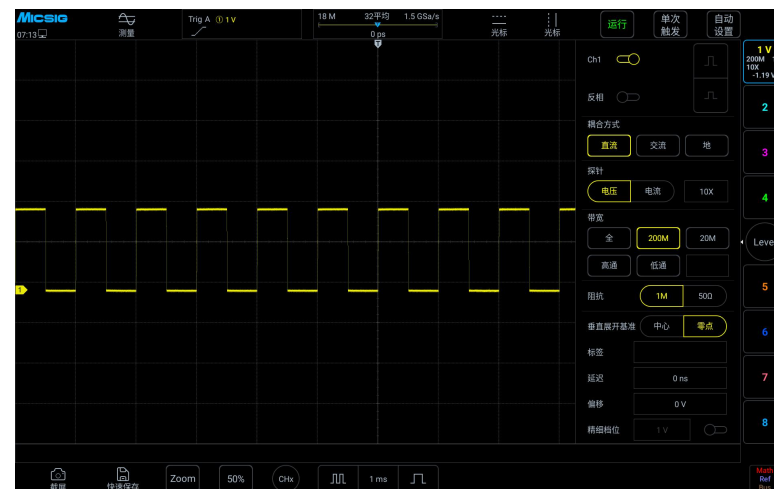 MICSIG
07:13
测量
Trig A ① 1 V
18 M 32平均 1.5 GSa/s
0 ps
T
光标
光标
运行
单次
触发
自动
设置
Ch1
反相
耦合方式
直流 交流 地
探针
电压 电流 10X
带宽
全 200M 20M
高通 低通
阻抗 1M 50Ω
垂直展开基准 中心 零点
标签
延迟 0 ns
偏移 0 V
精细档位 1 V
1 V
200M 1
10X
-1.19 V
2
3
4
Leve
5
6
7
8
1
截屏
快速保存
Zoom
50%
CHx
1 ms
Math
Ref
Bus